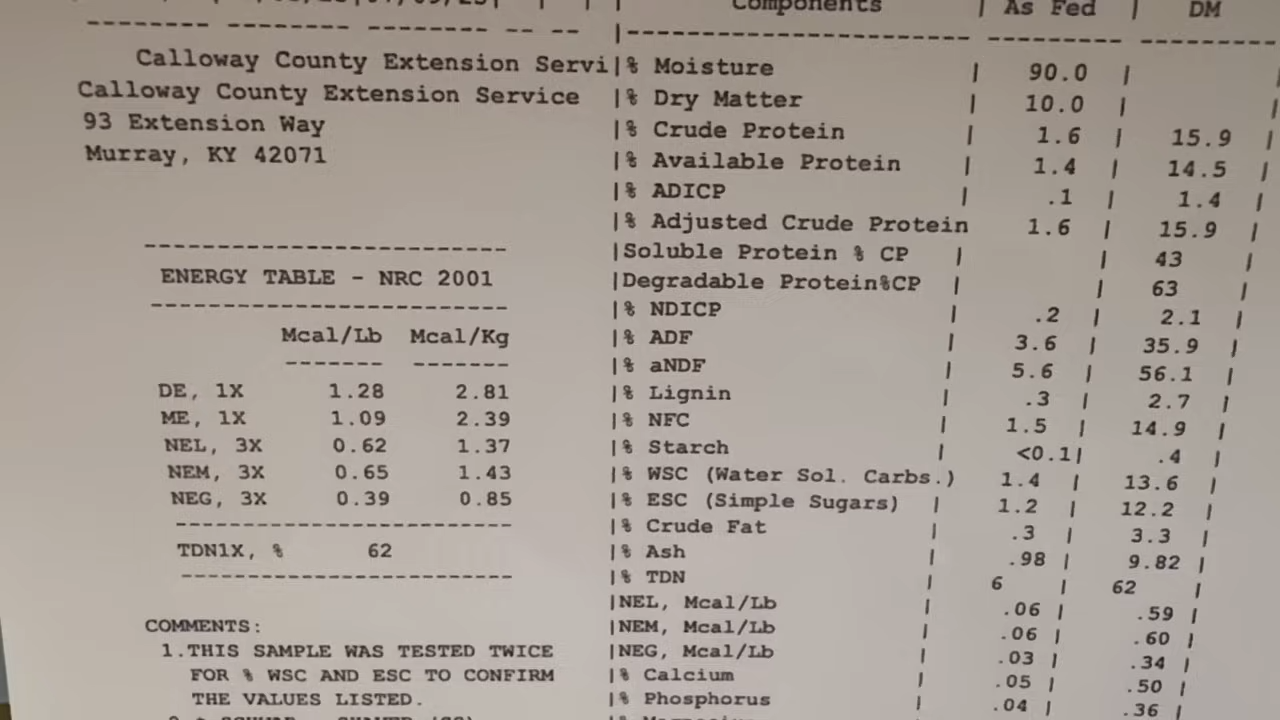 Components | As Fed | DM
Calloway County Extension Servi
Calloway County Extension Service
93 Extension Way
Murray, KY 42071
ENERGY TABLE - NRC 2001
Mcal/Lb Mcal/Kg
DE, 1X 1.28 2.81
ME, 1X 1.09 2.39
NEL, 3X 0.62 1.37
NEM, 3X 0.65 1.43
NEG, 3X 0.39 0.85
TDN1X, % 62
COMMENTS:
1.THIS SAMPLE WAS TESTED TWICE
FOR % WSC AND ESC TO CONFIRM
THE VALUES LISTED.
|% Moisture | 90.0 |
|% Dry Matter | 10.0 |
|% Crude Protein | 1.6 | 15.9 |
|% Available Protein | 1.4 | 14.5 |
|% ADICP | .1 | 1.4 |
|% Adjusted Crude Protein 1.6 | 15.9 |
|Soluble Protein % CP | | 43 |
|Degradable Protein%CP | | 63 |
|% NDICP | .2 | 2.1 |
|% ADF | 3.6 | 35.9 |
|% aNDF | 5.6 | 56.1 |
|% Lignin | .3 | 2.7 |
|% NFC | 1.5 | 14.9 |
|% Starch | <0.1| .4 |
|% WSC (Water Sol. Carbs.) 1.4 | 13.6 |
|% ESC (Simple Sugars) | 1.2 | 12.2 |
|% Crude Fat | .3 | 3.3 |
|% Ash | .98 | 9.82 |
|% TDN | 6 | 62 |
|NEL, Mcal/Lb | .06 | .59 |
|NEM, Mcal/Lb | .06 | .60 |
|NEG, Mcal/Lb | .03 | .34 |
|% Calcium | .05 | .50 |
|% Phosphorus | .04 | .36 |